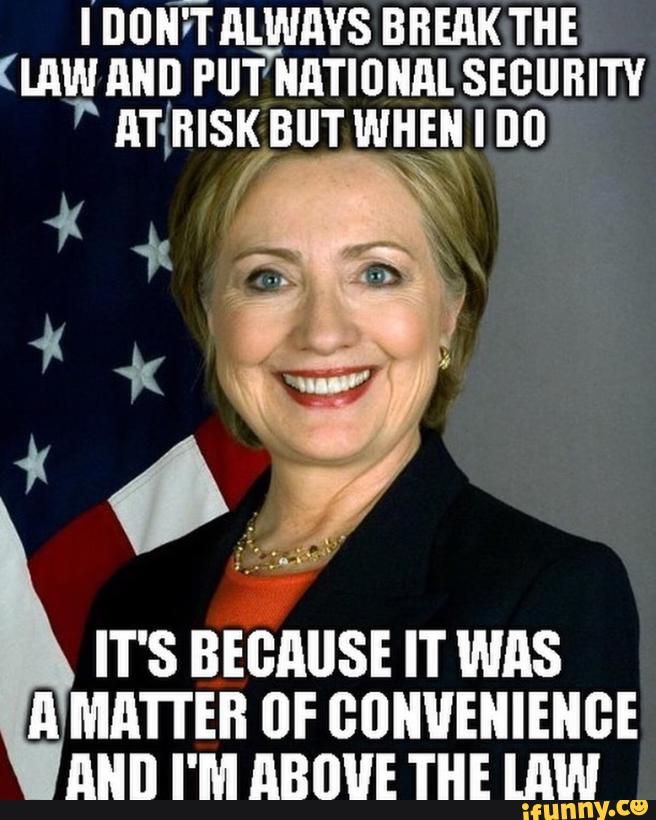 I DON'T ALWAYS BREAK THE
LAW AND PUT NATIONAL SECURITY
AT RISK BUT WHEN I DO
IT'S BECAUSE IT WAS
A MATTER OF CONVENIENCE
AND I'M ABOVE THE LAW
ifunny.co